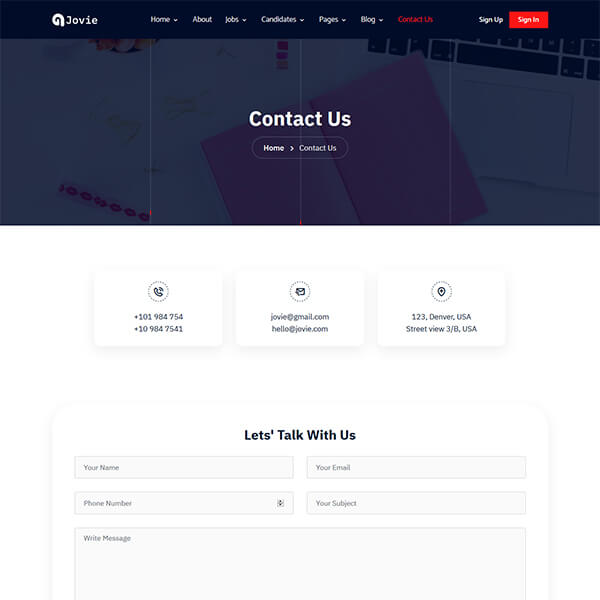 Jovie
Home About Jobs Candidates Pages Blog Contact Us Sign Up Sign In
Contact Us
Home Contact Us
+101 984 754
+10 984 7541
jovie@gmail.com
hello@jovie.com
123, Denver, USA
Street view 3/B, USA
Lets' Talk With Us
Your Name Your Email
Phone Number Your Subject
Write Message